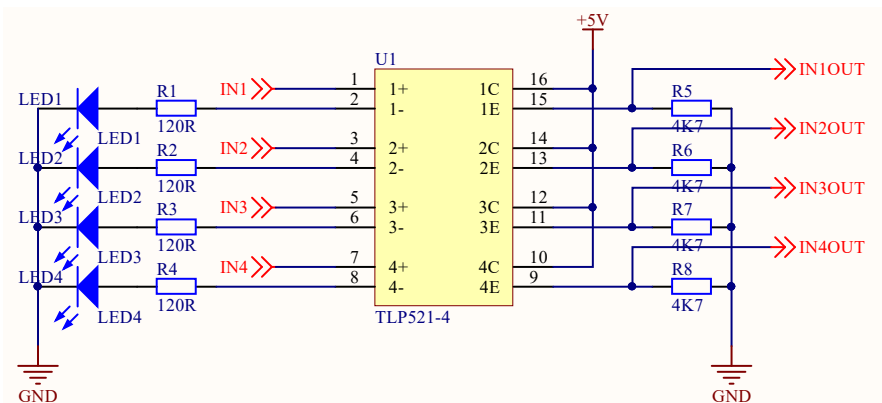 +5V
U1
LED1 R1 IN1 1 1+ 1C 16 IN1OUT
2 1- 1E 15 R5
120R LED1 4K7
LED2 R2 IN2 3 2+ 2C 14 IN2OUT
4 2- 2E 13 R6
120R LED2 4K7
LED3 R3 IN3 5 3+ 3C 12 IN3OUT
6 3- 3E 11 R7
120R LED3 4K7
LED4 R4 IN4 7 4+ 4C 10 IN4OUT
8 4- 4E 9 R8
120R LED4 4K7
TLP521-4
GND GND